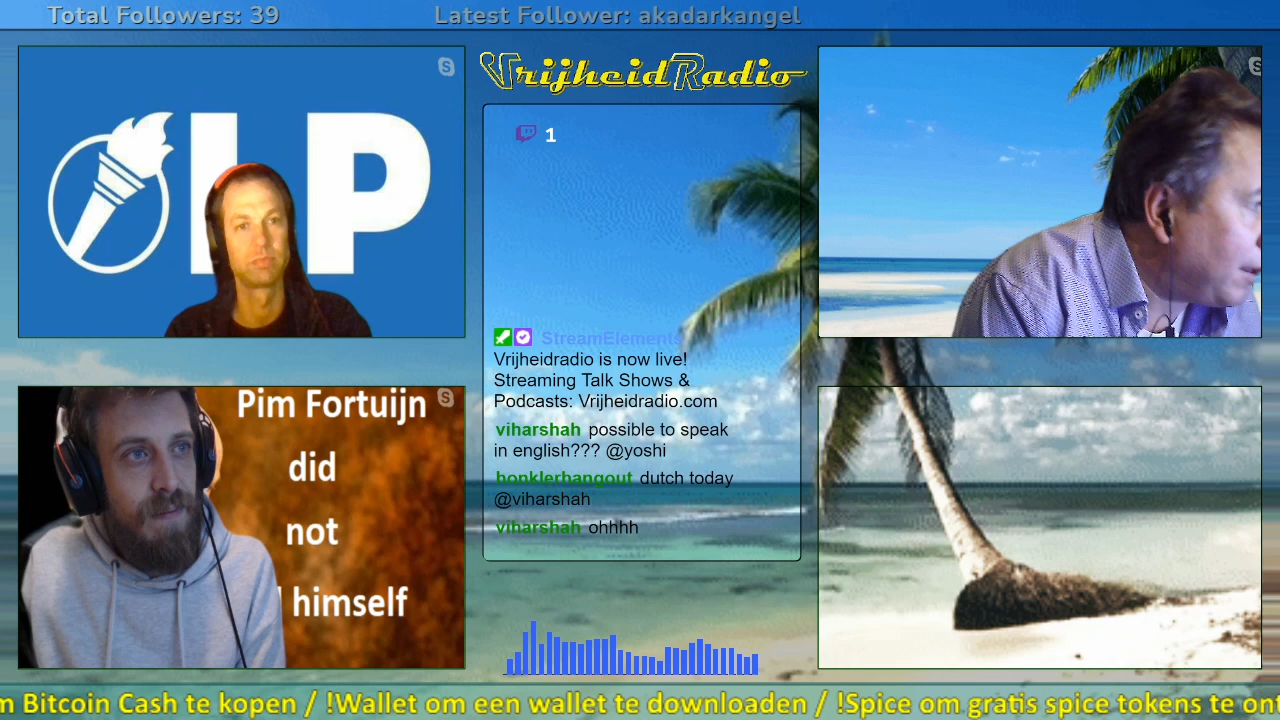 Total Followers: 39
Latest Follower: akadarkangel
LP
VrijheidRadio
1
StreamElements
Vrijheidradio is now live!
Streaming Talk Shows &
Podcasts: Vrijheidradio.com
viharshah possible to speak
in english??? @yoshi
honklerhangout dutch today
@viharshah
viharshah ohhhh
Pim Fortuijn
did
not
himself
m Bitcoin Cash te kopen / !Wallet om een wallet te downloaden / !Spice om gratis spice tokens te on